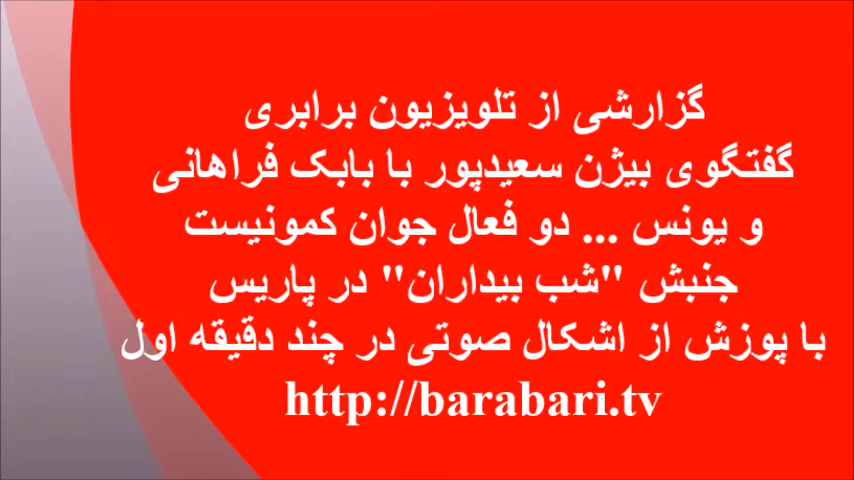 گزارشی از تلویزیون برابری
گفتگوی بیژن سعیدپور با بابک فراهانی
و یونس ... دو فعال جوان کمونیست
جنبش "شب بیداران" در پاریس
با پوزش از اشکال صوتی در چند دقیقه اول
http://barabari.tv